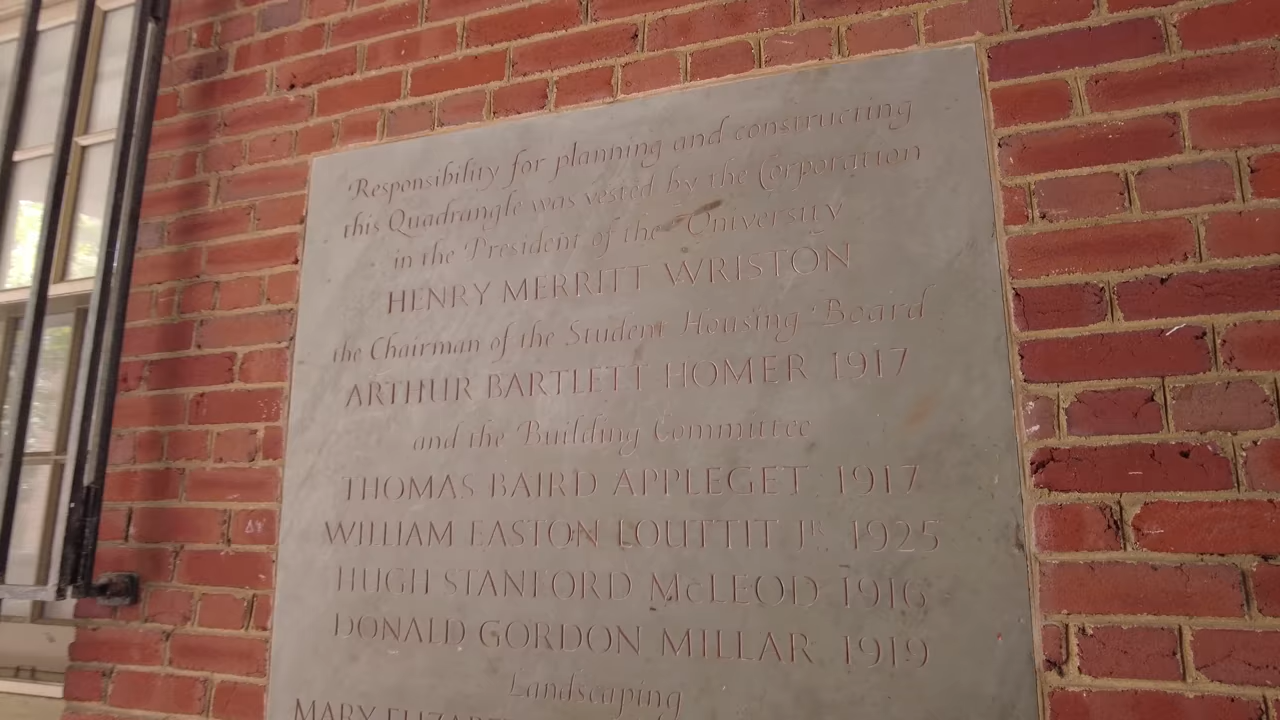 Responsibility for planning and constructing
this Quadrangle was vested by the Corporation
in the President of the University
HENRY MERRITT WRISTON
the Chairman of the Student Housing Board
ARTHUR BARTLETT HOMER 1917
and the Building Committee
THOMAS BAIRD APPLEGET 1917
WILLIAM EASTON LOUTTIT JR. 1925
HUGH STANFORD McLEOD 1916
DONALD GORDON MILLAR 1919
Landscaping
MARY